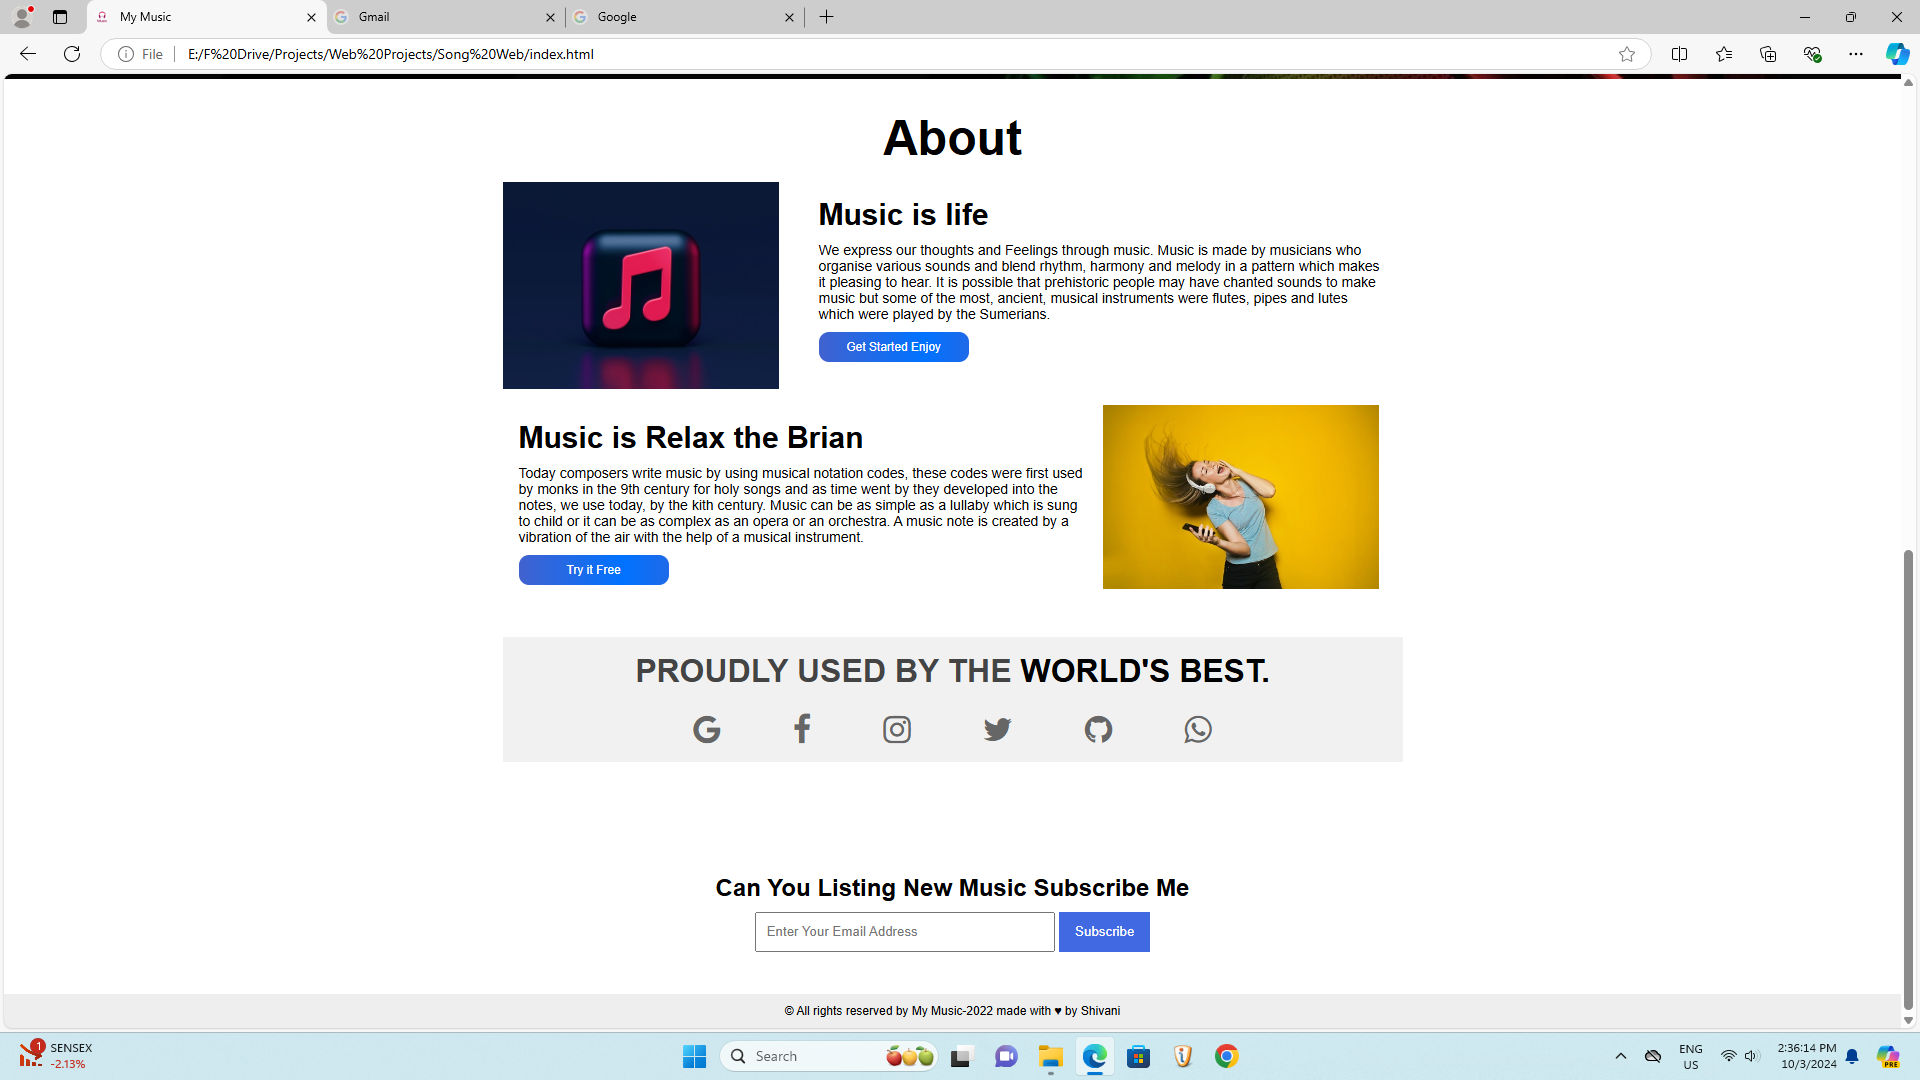 My Music
Gmail
Google
File
E:/F%20Drive/Projects/Web%20Projects/Song%20Web/index.html
About
Music is life
We express our thoughts and Feelings through music. Music is made by musicians who
organise various sounds and blend rhythm, harmony and melody in a pattern which makes
it pleasing to hear. It is possible that prehistoric people may have chanted sounds to make
music but some of the most, ancient, musical instruments were flutes, pipes and lutes
which were played by the Sumerians.
Get Started Enjoy
Music is Relax the Brian
Today composers write music by using musical notation codes, these codes were first used
by monks in the 9th century for holy songs and as time went by they developed into the
notes, we use today, by the kith century. Music can be as simple as a lullaby which is sung
to child or it can be as complex as an opera or an orchestra. A music note is created by a
vibration of the air with the help of a musical instrument.
Try it Free
PROUDLY USED BY THE WORLD'S BEST.
Can You Listing New Music Subscribe Me
Enter Your Email Address
Subscribe
© All rights reserved by My Music-2022 made with ♥ by Shivani
1
SENSEX
-2.13%
Search
ENG
US
2:36:14 PM
10/3/2024
PRE